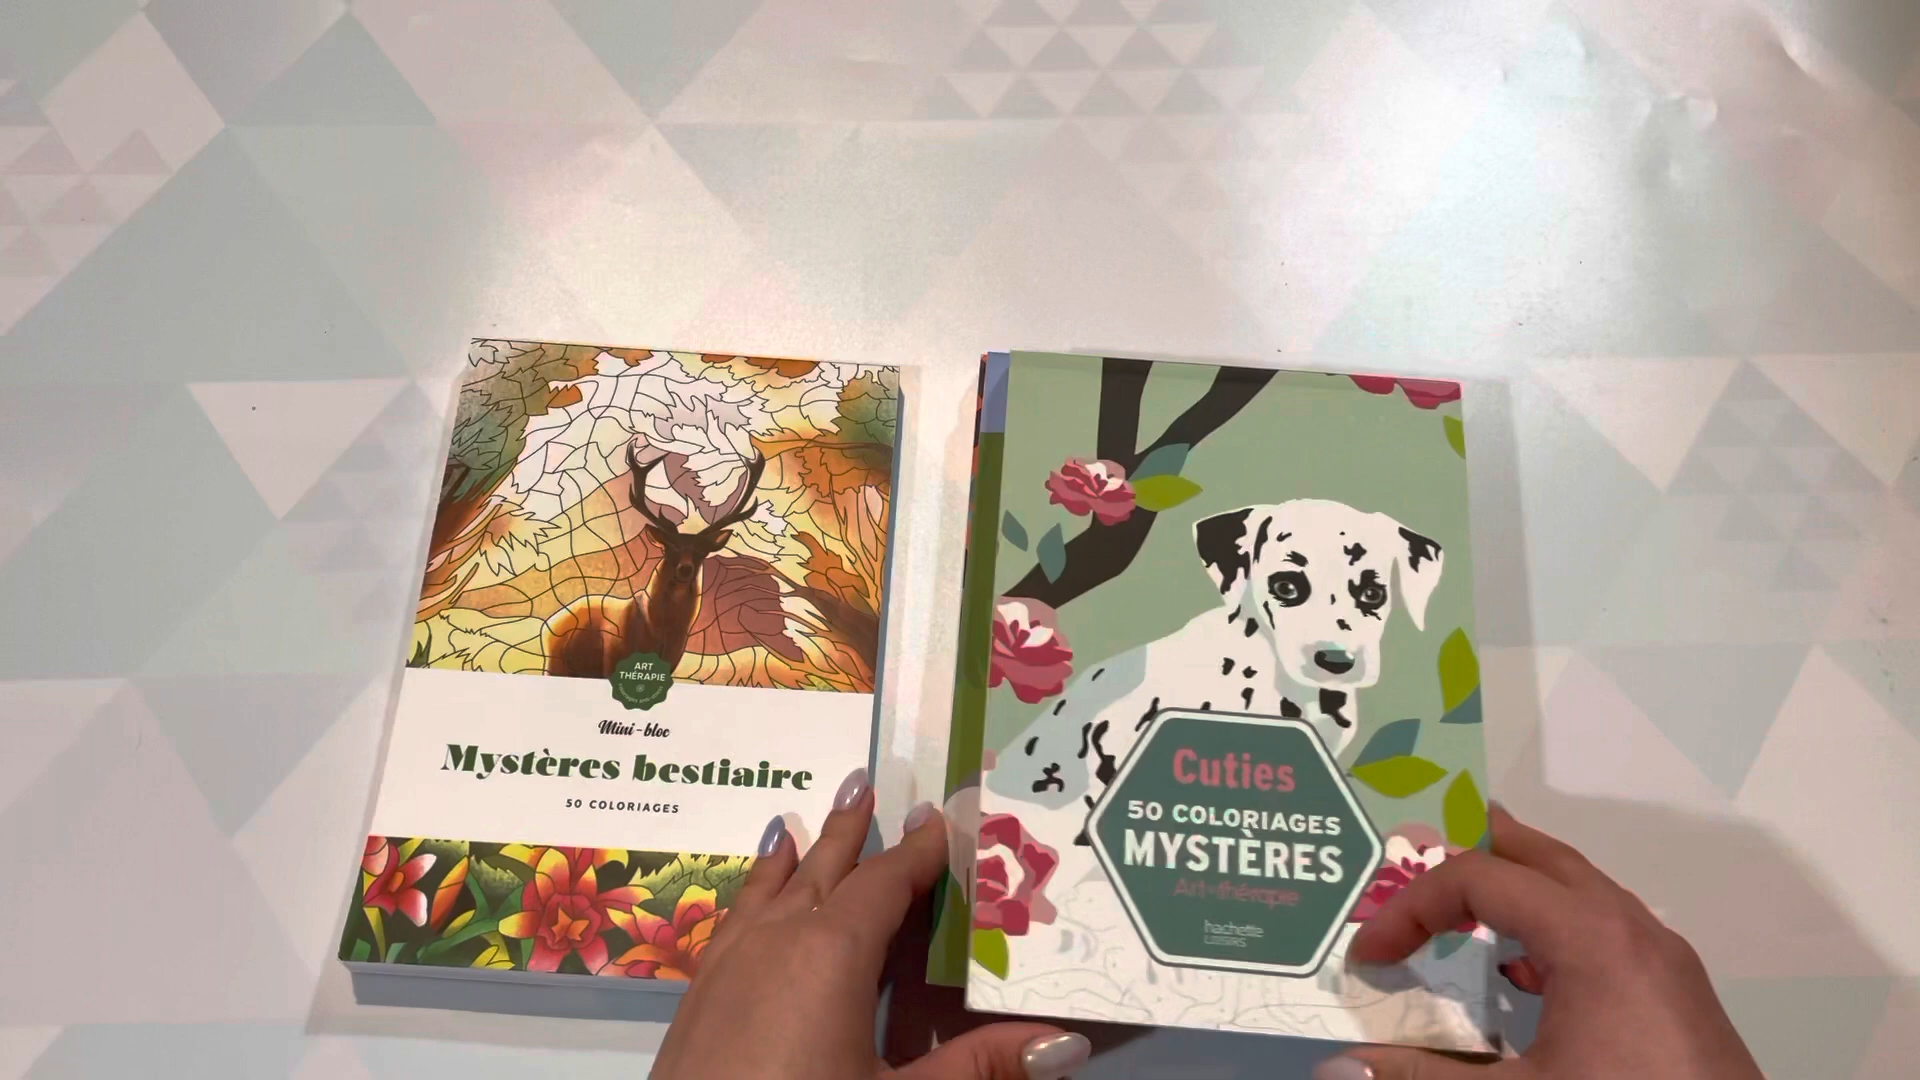 ART
THÉRAPIE
Mini-bloc
Mystères bestiaire
50 COLORIAGES
Cuties
50 COLORIAGES
MYSTÈRES
Art-thérapie
hachette
LOISIRS